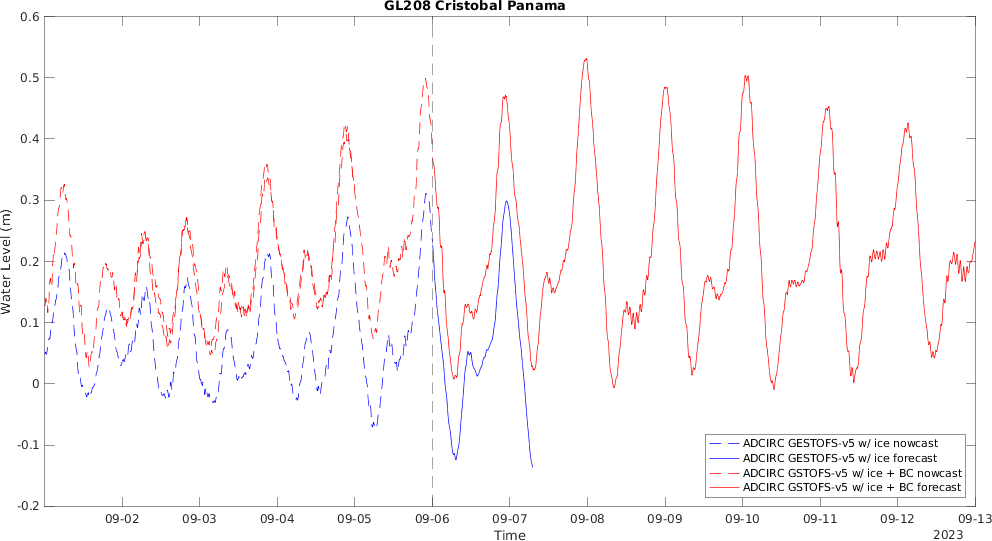 GL208 Cristobal Panama
0.6
0.5
0.4
0.3
0.2
0.1
0
-0.1
-0.2
Water Level (m)
ADCIRC GESTOFS-v5 w/ ice nowcast
ADCIRC GESTOFS-v5 w/ ice forecast
ADCIRC GSTOFS-v5 w/ ice + BC nowcast
ADCIRC GSTOFS-v5 w/ ice + BC forecast
09-02 09-03 09-04 09-05 09-06 09-07 09-08 09-09 09-10 09-11 09-12 09-13
Time
2023